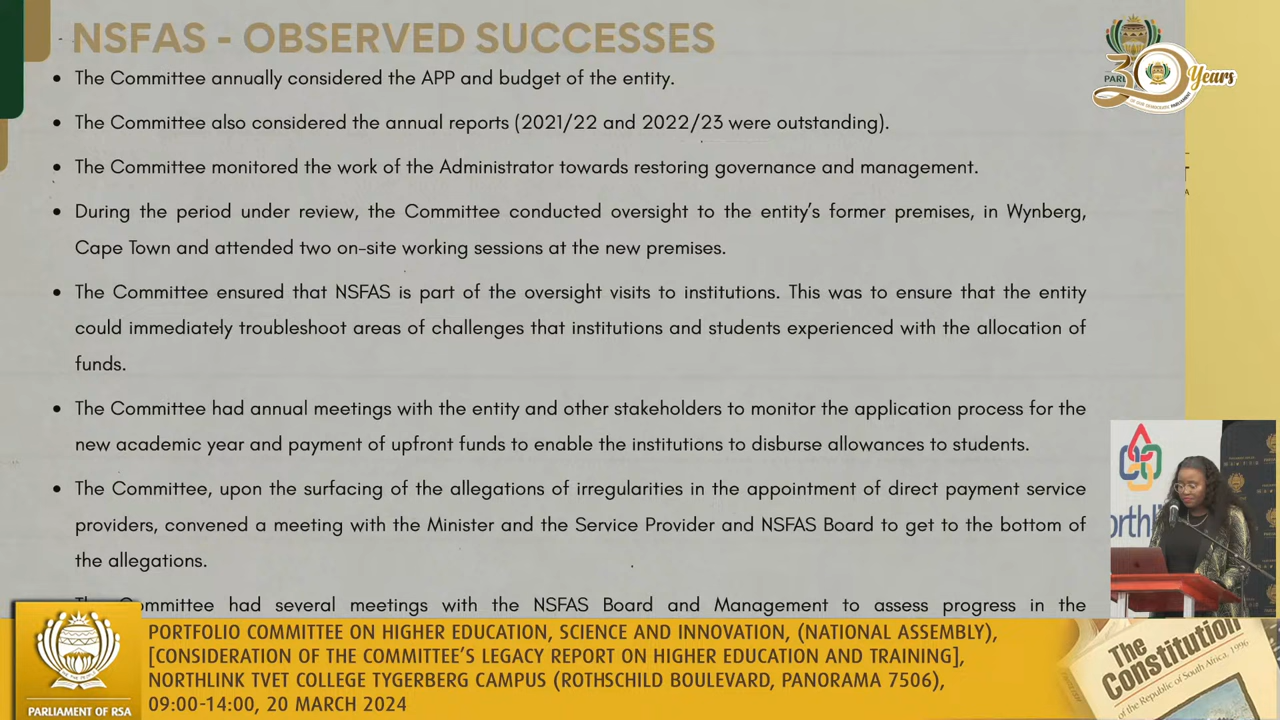 NSFAS - OBSERVED SUCCESSES
30 Years
• The Committee annually considered the APP and budget of the entity.
• The Committee also considered the annual reports (2021/22 and 2022/23 were outstanding).
• The Committee monitored the work of the Administrator towards restoring governance and management.
• During the period under review, the Committee conducted oversight to the entity's former premises, in Wynberg,
Cape Town and attended two on-site working sessions at the new premises.
• The Committee ensured that NSFAS is part of the oversight visits to institutions. This was to ensure that the entity
could immediately troubleshoot areas of challenges that institutions and students experienced with the allocation of
funds.
• The Committee had annual meetings with the entity and other stakeholders to monitor the application process for the
new academic year and payment of upfront funds to enable the institutions to disburse allowances to students.
• The Committee, upon the surfacing of the allegations of irregularities in the appointment of direct payment service
providers, convened a meeting with the Minister and the Service Provider and NSFAS Board to get to the bottom of
the allegations.
Committee had several meetings with the NSFAS Board and Management to assess progress in the
PORTFOLIO COMMITTEE ON HIGHER EDUCATION, SCIENCE AND INNOVATION, (NATIONAL ASSEMBLY),
[CONSIDERATION OF THE COMMITTEE'S LEGACY REPORT ON HIGHER EDUCATION AND TRAINING],
NORTHLINK TVET COLLEGE TYGERBERG CAMPUS (ROTHSCHILD BOULEVARD, PANORAMA 7506),
09:00-14:00, 20 MARCH 2024
PARLIAMENT OF RSA
The
Constitution
of the Republic of South Africa, 1996